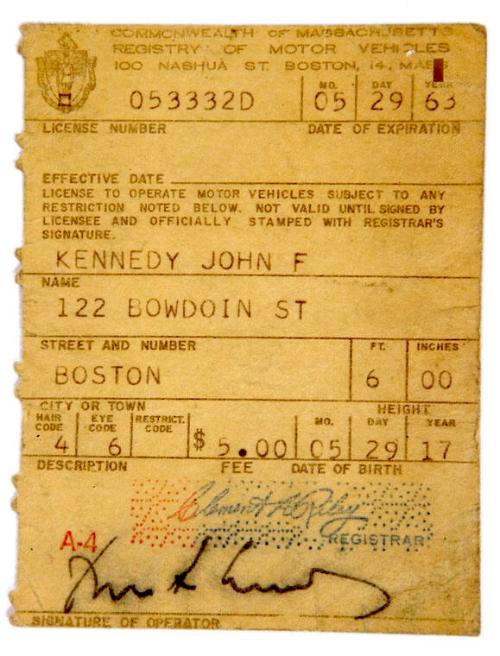 COMMONWEALTH OF MASSACHUSETTS
REGISTRY OF MOTOR VEHICLES
100 NASHUA ST. BOSTON, 14, MASS
MO. DAY YEAR
053332D 05 29 63
LICENSE NUMBER DATE OF EXPIRATION
EFFECTIVE DATE
LICENSE TO OPERATE MOTOR VEHICLES SUBJECT TO ANY
RESTRICTION NOTED BELOW. NOT VALID UNTIL SIGNED BY
LICENSEE AND OFFICIALLY STAMPED WITH REGISTRAR'S
SIGNATURE.
KENNEDY JOHN F
NAME
122 BOWDOIN ST
STREET AND NUMBER FT. INCHES
BOSTON 6 00
CITY OR TOWN HEIGHT
HAIR CODE EYE CODE RESTRICT. CODE MO. DAY YEAR
4 6 $ 5.00 05 29 17
DESCRIPTION FEE DATE OF BIRTH
REGISTRAR
A-4
SIGNATURE OF OPERATOR